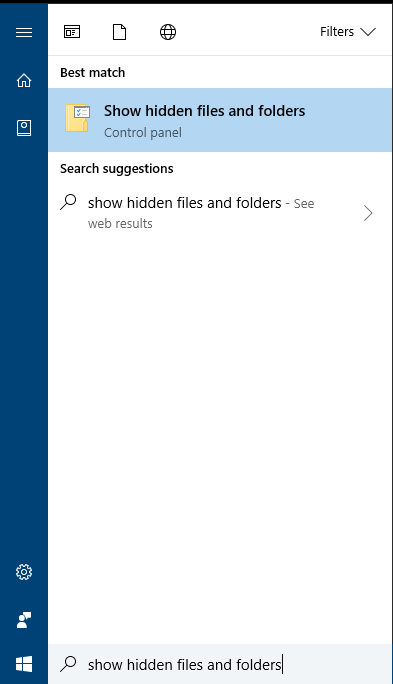 Filters
Best match
Show hidden files and folders
Control panel
Search suggestions
show hidden files and folders - See
web results
show hidden files and folders